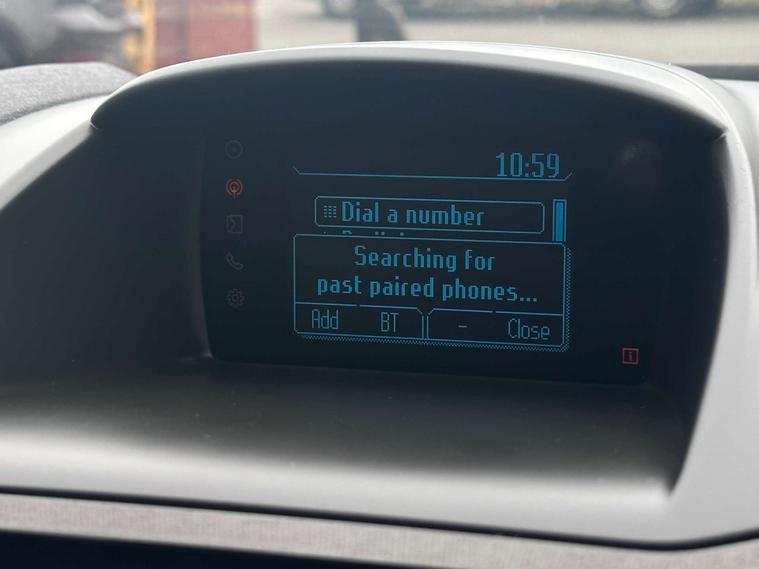 10:59
Dial a number
Searching for
past paired phones...
Add BT - Close
i